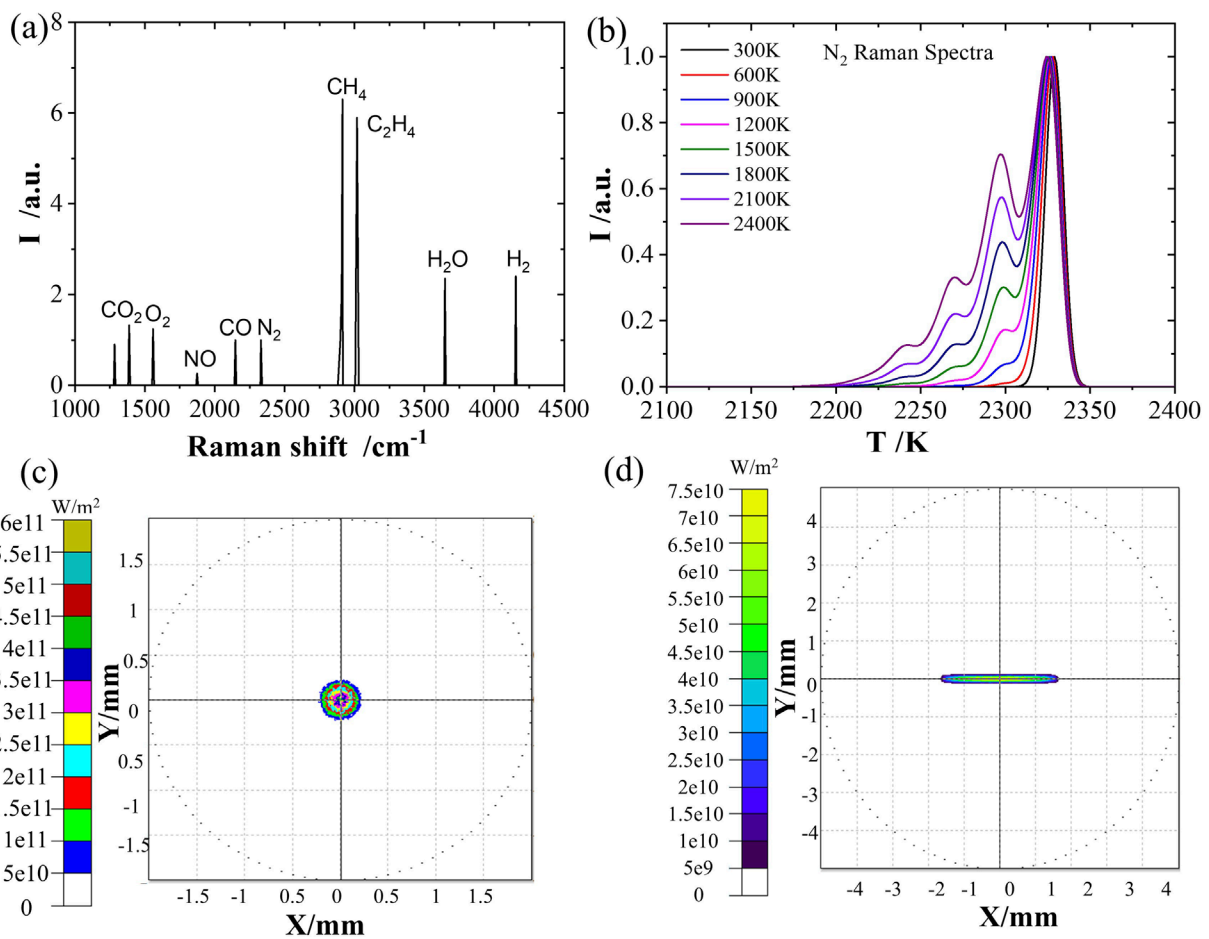 (a)
I /a.u.
8
6
4
2
0
CH4
C2H4
H2O
H2
CO2
O2
NO
CO
N2
1000 1500 2000 2500 3000 3500 4000 4500
Raman shift /cm-1
(b)
N2 Raman Spectra
300K
600K
900K
1200K
1500K
1800K
2100K
2400K
I /a.u.
1.0
0.8
0.6
0.4
0.2
0.0
2100 2150 2200 2250 2300 2350 2400
T /K
(c)
W/m2
6e11
5.5e11
5e11
4.5e11
4e11
3.5e11
3e11
2.5e11
2e11
1.5e11
1e11
5e10
0
Y/mm
1.5
1
0.5
0
0.5
-1
-1.5
-1.5 -1 0.5 0 0.5 1 1.5
X/mm
(d)
W/m2
7.5e10
7e10
6.5e10
6e10
5.5e10
5e10
4.5e10
4e10
3.5e10
3e10
2.5e10
2e10
1.5e10
1e10
5e9
0
Y/mm
4
3
2
1
0
-1
-2
-3
-4
-4 -3 -2 -1 0 1 2 3 4
X/mm